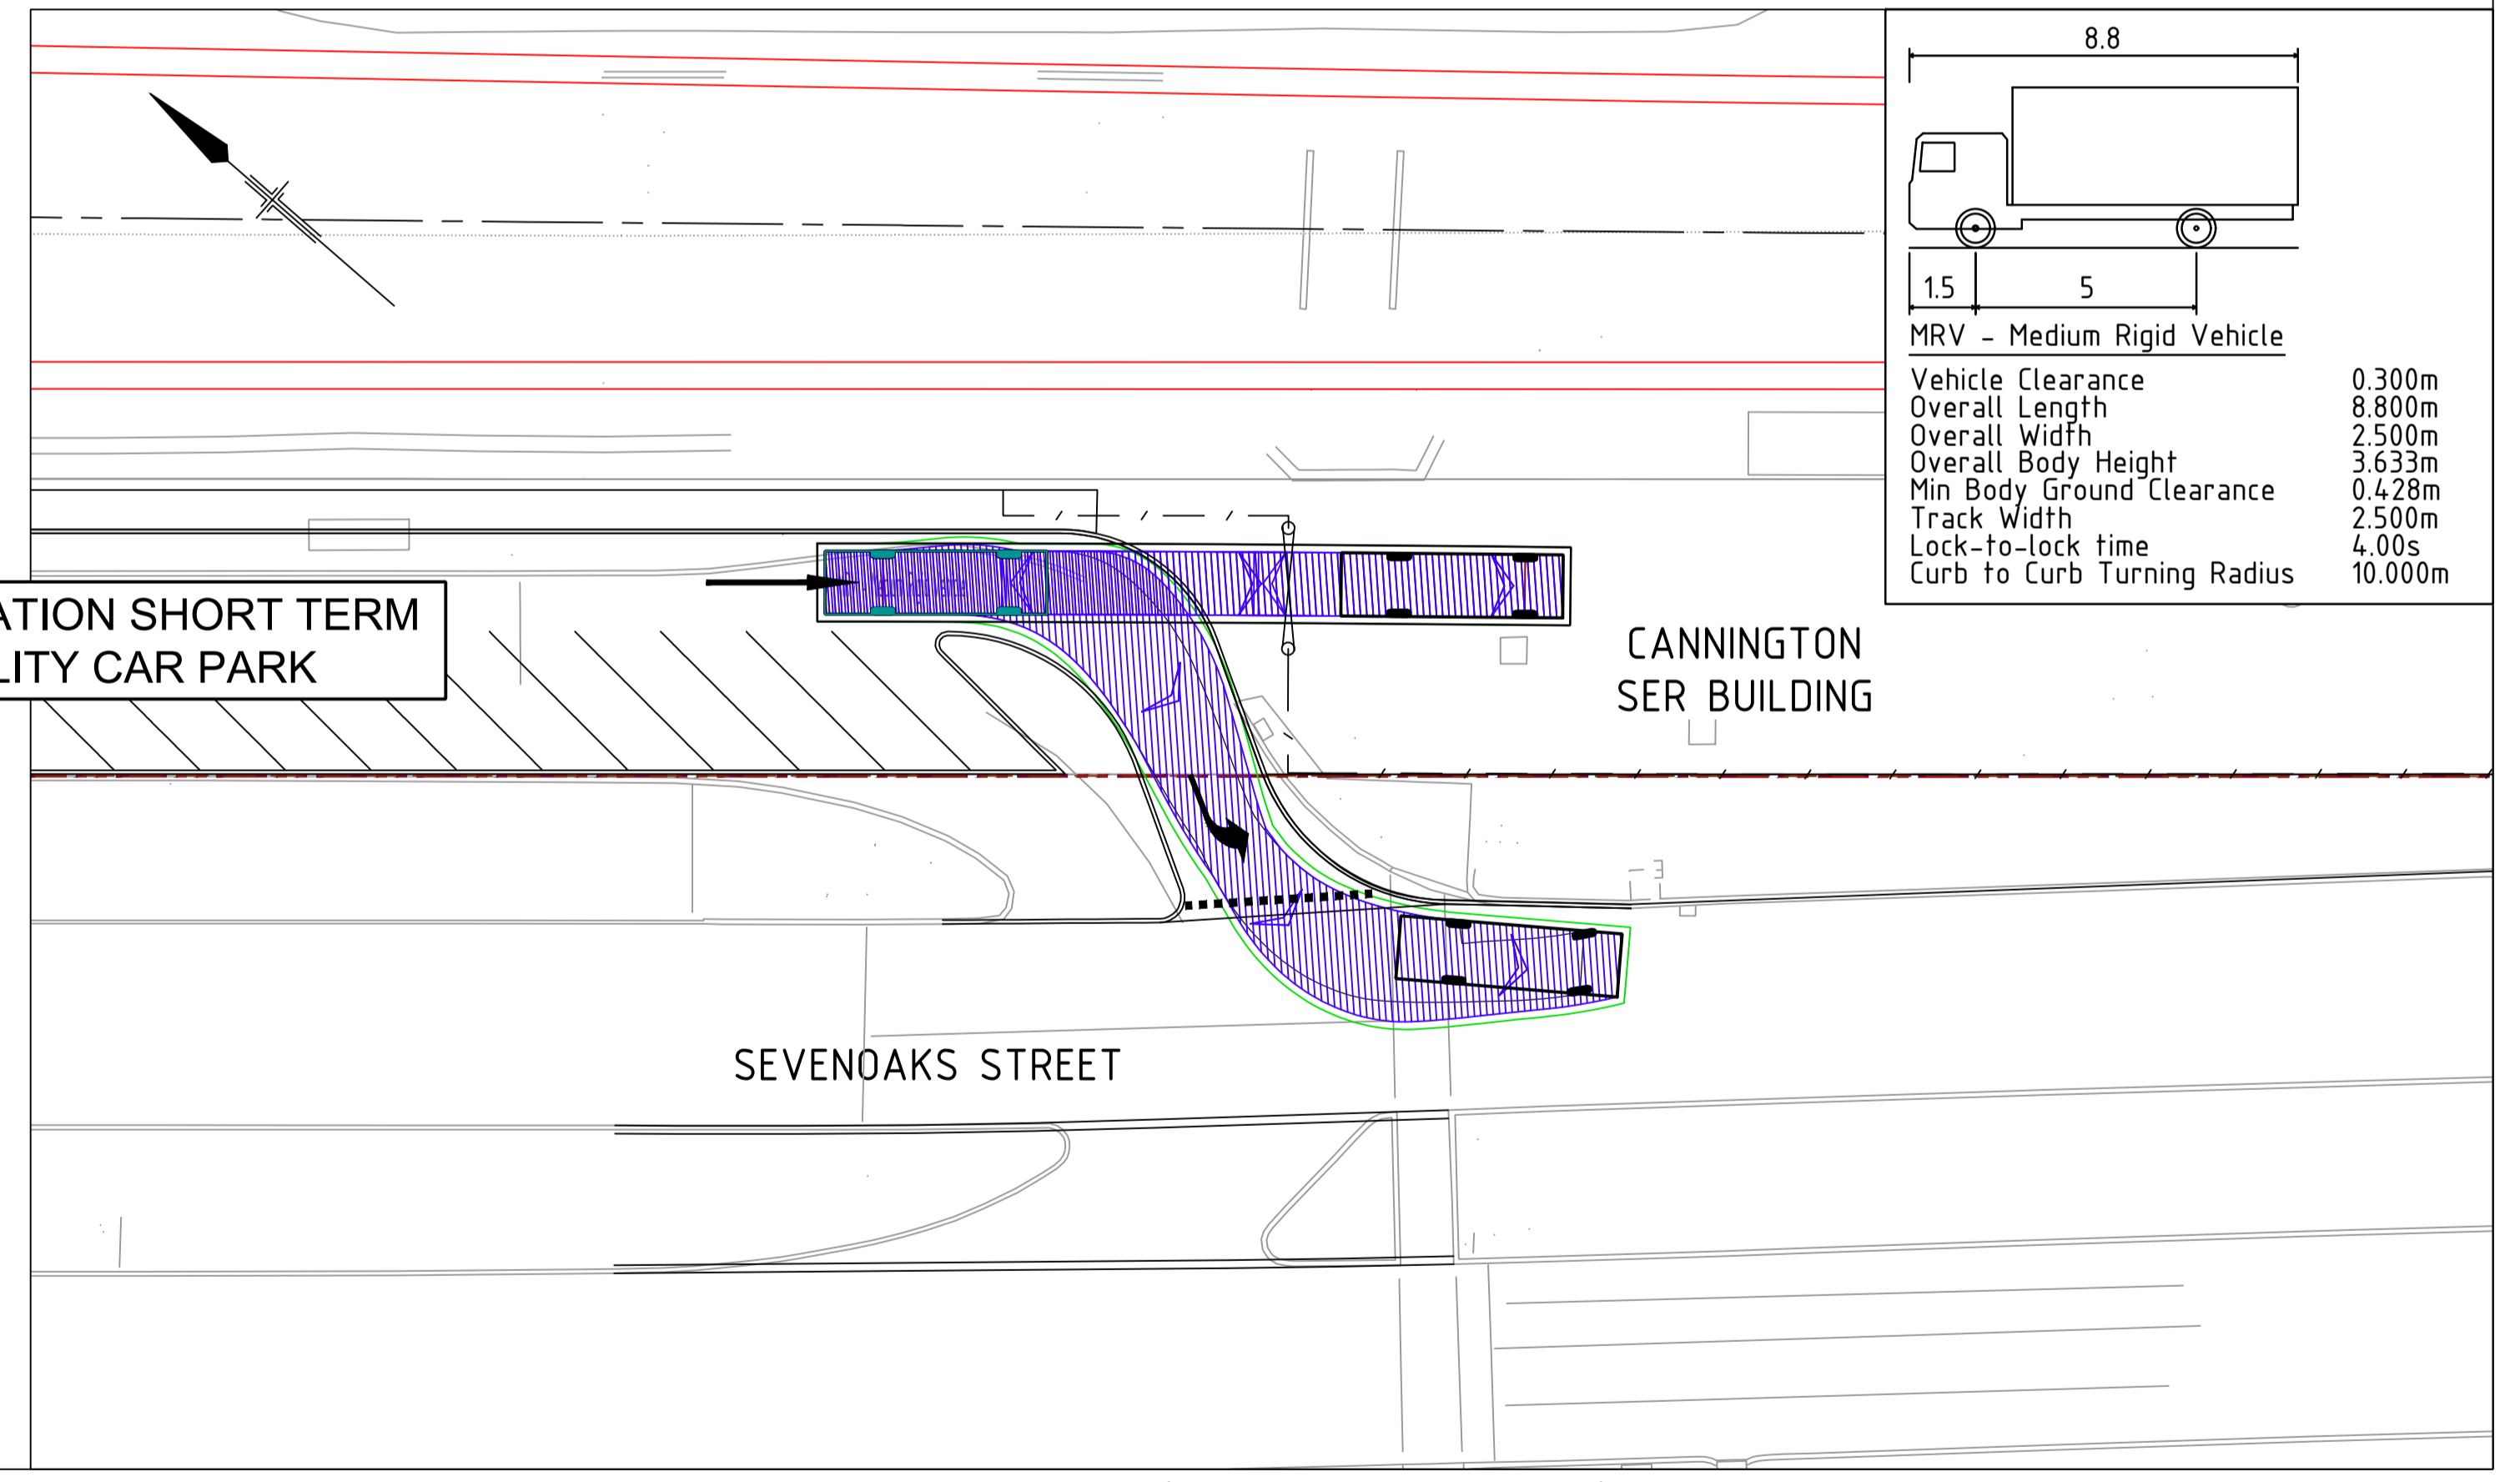 8.8
1.5 5
MRV - Medium Rigid Vehicle
Vehicle Clearance 0.300m
Overall Length 8.800m
Overall Width 2.500m
Overall Body Height 3.633m
Min Body Ground Clearance 0.428m
Track Width 2.500m
Lock-to-lock time 4.00s
Curb to Curb Turning Radius 10.000m
ATION SHORT TERM
LITY CAR PARK
CANNINGTON
SER BUILDING
SEVENOAKS STREET